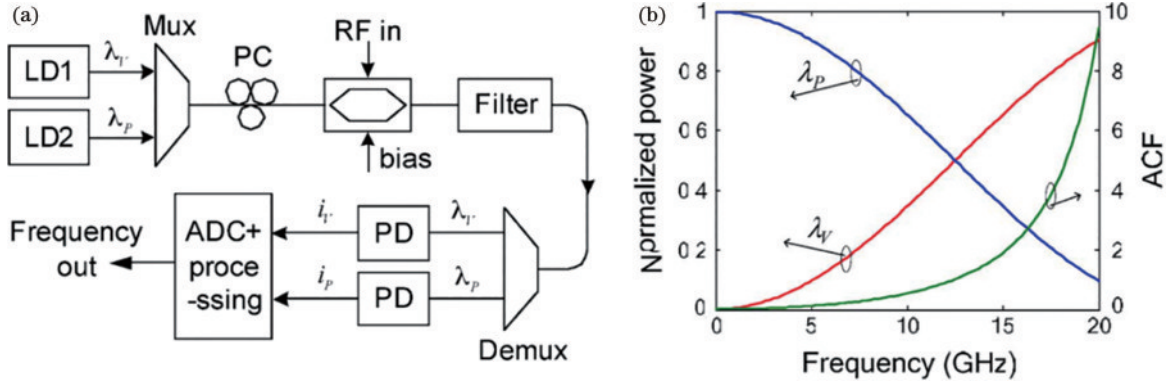 (a)
Mux
RF in
PC
LD1
λV
LD2
λP
Filter
bias
Frequency
out
ADC+
proce
-ssing
iV
PD
λV
iP
PD
λP
Demux
(b)
Normalized power
1
0.8
0.6
0.4
0.2
0
λP
λV
10
8
6
4
2
0
ACF
0
5
10
15
20
Frequency (GHz)